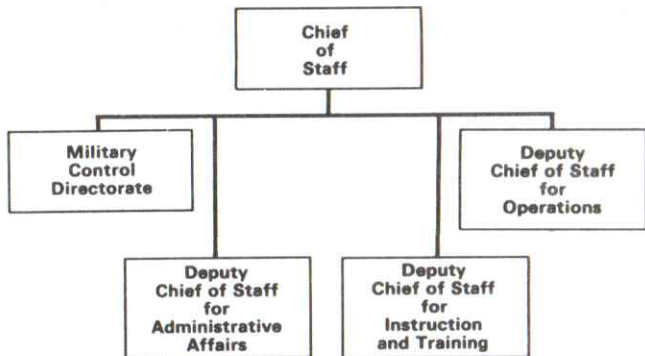 Chief
of
Staff
Military
Control
Directorate
Deputy
Chief of Staff
for
Operations
Deputy
Chief of Staff
for
Administrative
Affairs
Deputy
Chief of Staff
for
Instruction
and Training